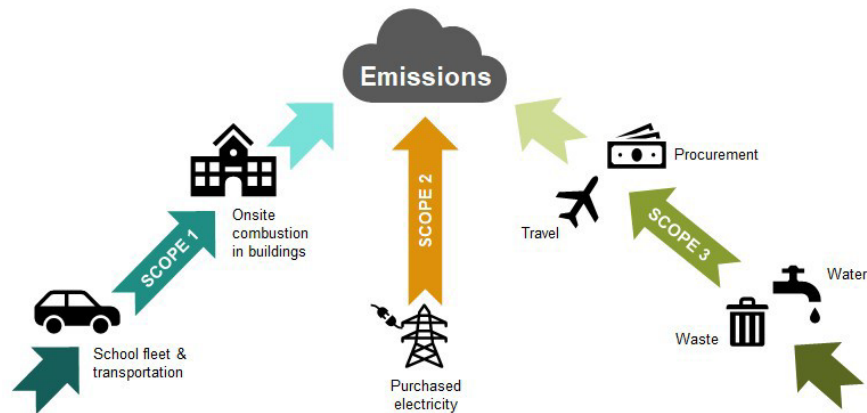 Emissions
SCOPE 1
Onsite
combustion
in buildings
School fleet &
transportation
SCOPE 2
Purchased
electricity
Procurement
Travel
SCOPE 3
Water
Waste